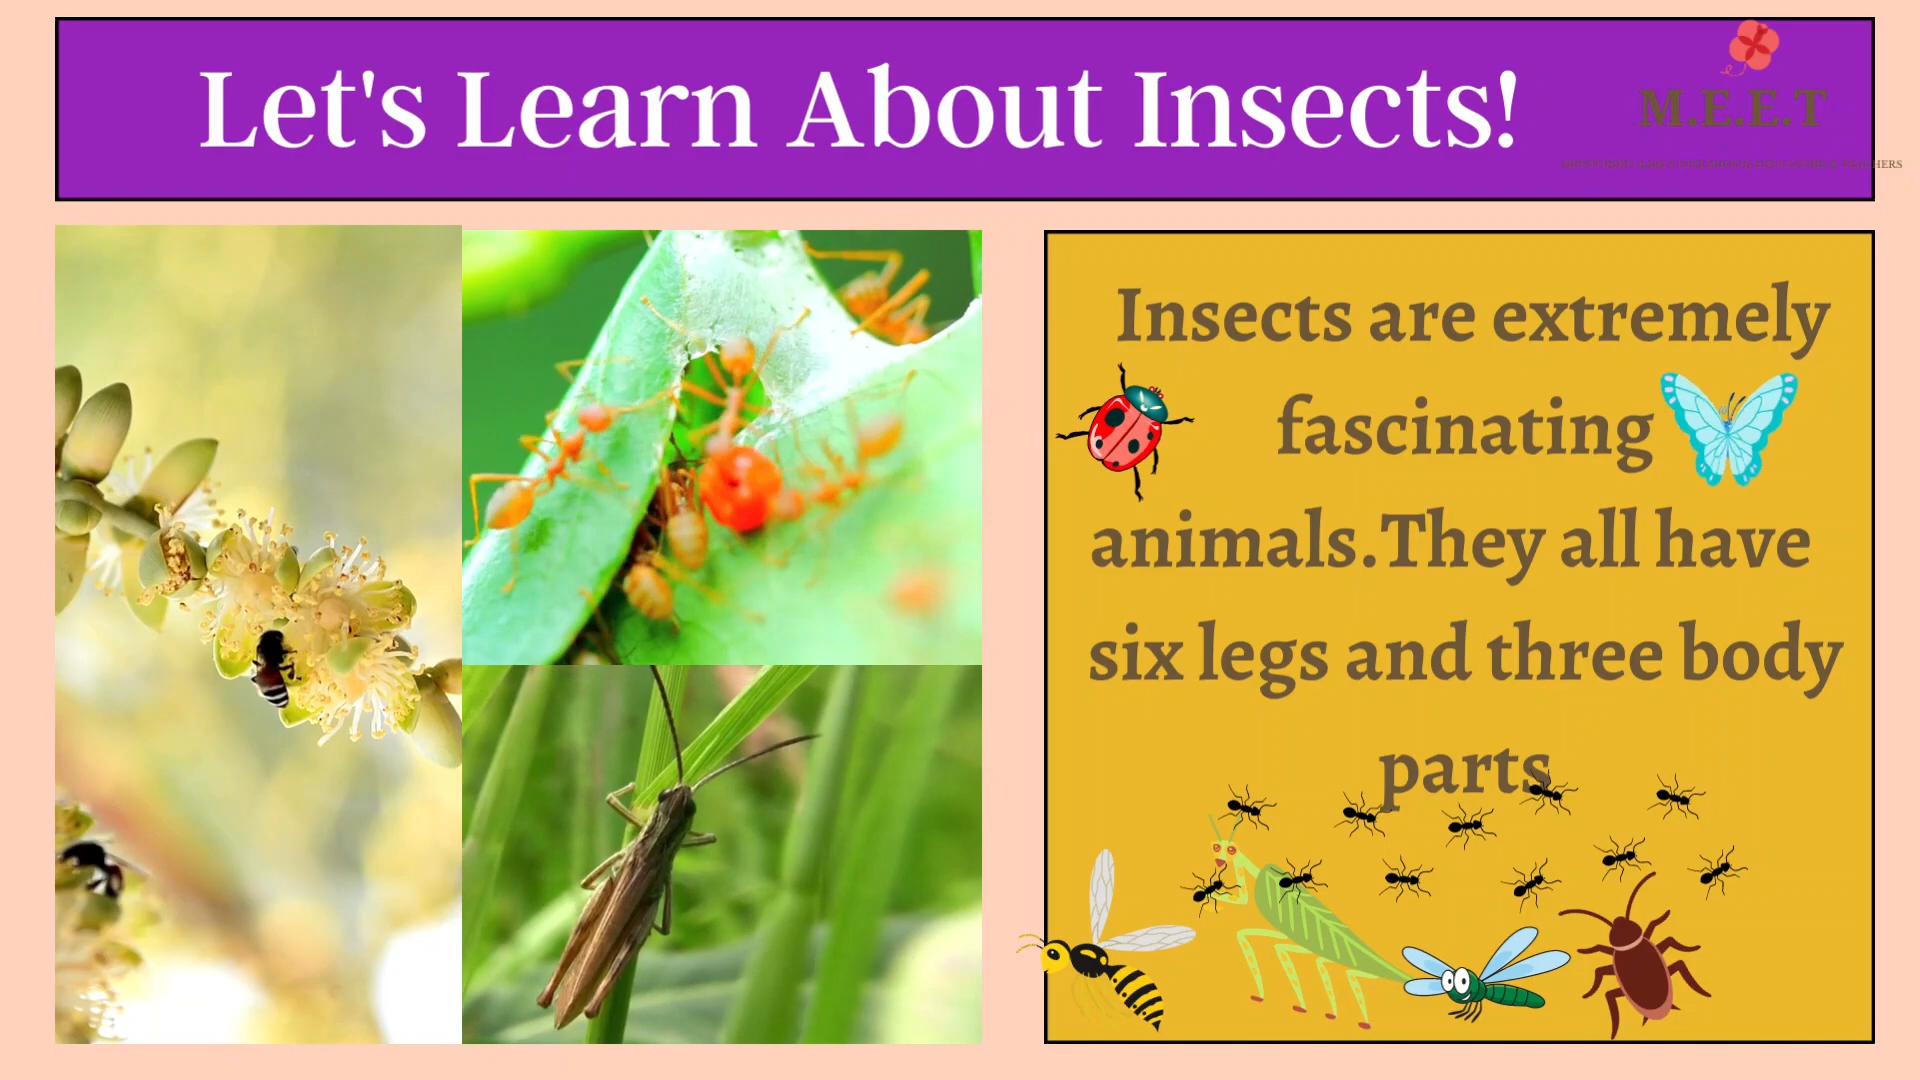 Let's Learn About Insects!
M.E.E.T
Insects are extremely
fascinating
animals.They all have
six legs and three body
parts